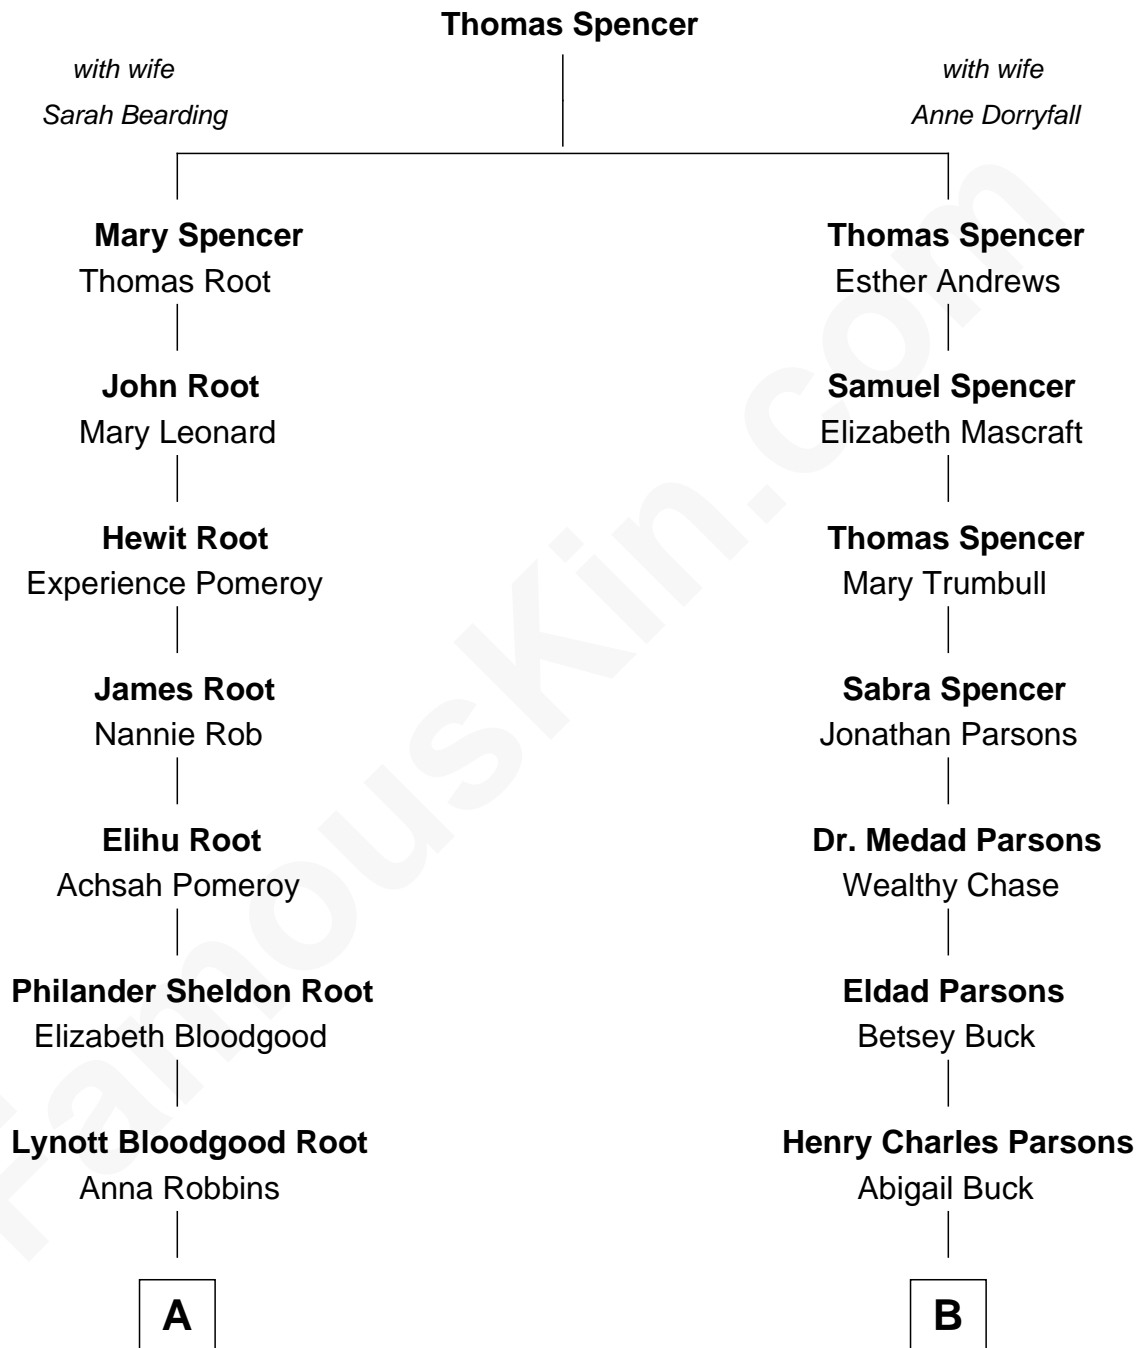 Thomas Spencer
with wife
Sarah Bearding
with wife
Anne Dorryfall
Mary Spencer
Thomas Root
Thomas Spencer
Esther Andrews
John Root
Mary Leonard
Samuel Spencer
Elizabeth Mascraft
Hewit Root
Experience Pomeroy
Thomas Spencer
Mary Trumbull
James Root
Nannie Rob
Sabra Spencer
Jonathan Parsons
Elihu Root
Achsah Pomeroy
Dr. Medad Parsons
Wealthy Chase
Philander Sheldon Root
Elizabeth Bloodgood
Eldad Parsons
Betsey Buck
Lynott Bloodgood Root
Anna Robbins
Henry Charles Parsons
Abigail Buck
A
B
FamousKin.com